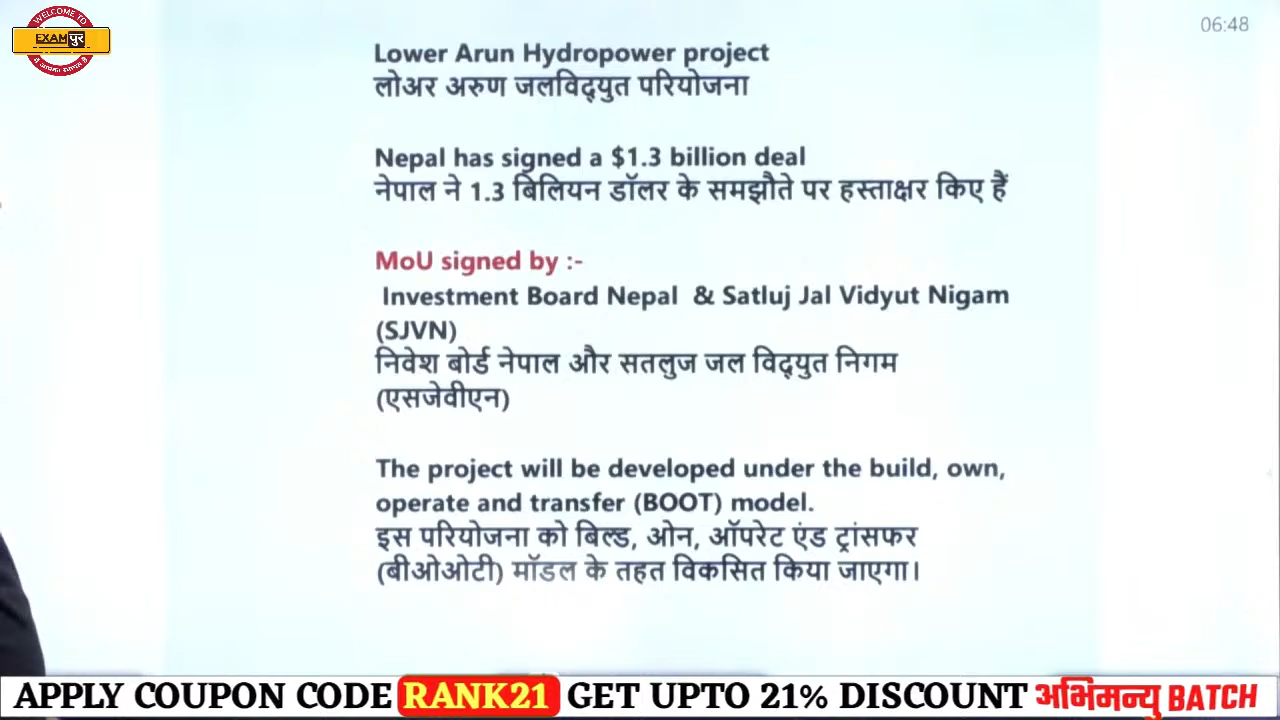 WELCOME TO
EXAMपुर
06:48
Lower Arun Hydropower project
लोअर अरुण जलविद्युत परियोजना
Nepal has signed a $1.3 billion deal
नेपाल ने 1.3 बिलियन डॉलर के समझौते पर हस्ताक्षर किए हैं
MoU signed by :-
Investment Board Nepal & Satluj Jal Vidyut Nigam
(SJVN)
निवेश बोर्ड नेपाल और सतलुज जल विद्युत निगम
(एसजेवीएन)
The project will be developed under the build, own,
operate and transfer (BOOT) model.
इस परियोजना को बिल्ड, ओन, ऑपरेट एंड ट्रांसफर
(बीओओटी) मॉडल के तहत विकसित किया जाएगा।
APPLY COUPON CODE RANK21 GET UPTO 21% DISCOUNT अभिमन्यु BATCH